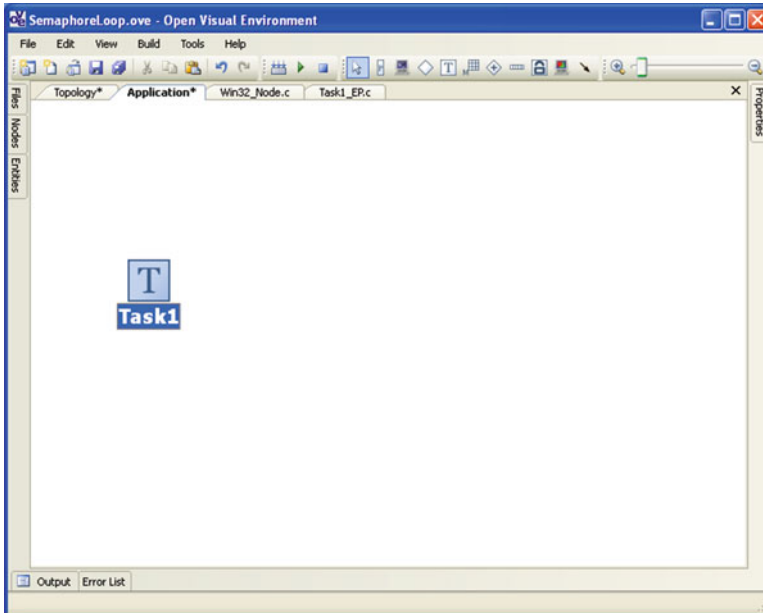 SemaphoreLoop.ove - Open Visual Environment
File Edit View Build Tools Help
Topology* Application* Win32_Node.c Task1_EP.c
Files
Nodes
Entities
Properties
T
Task1
Output Error List